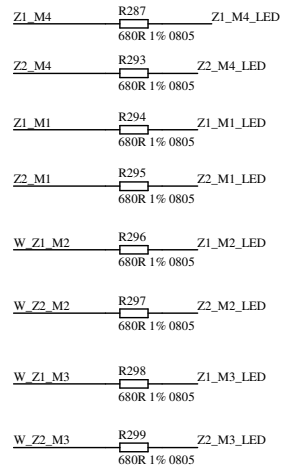 Z1_M4 R287 Z1_M4_LED
680R 1% 0805
Z2_M4 R293 Z2_M4_LED
680R 1% 0805
Z1_M1 R294 Z1_M1_LED
680R 1% 0805
Z2_M1 R295 Z2_M1_LED
680R 1% 0805
W_Z1_M2 R296 Z1_M2_LED
680R 1% 0805
W_Z2_M2 R297 Z2_M2_LED
680R 1% 0805
W_Z1_M3 R298 Z1_M3_LED
680R 1% 0805
W_Z2_M3 R299 Z2_M3_LED
680R 1% 0805